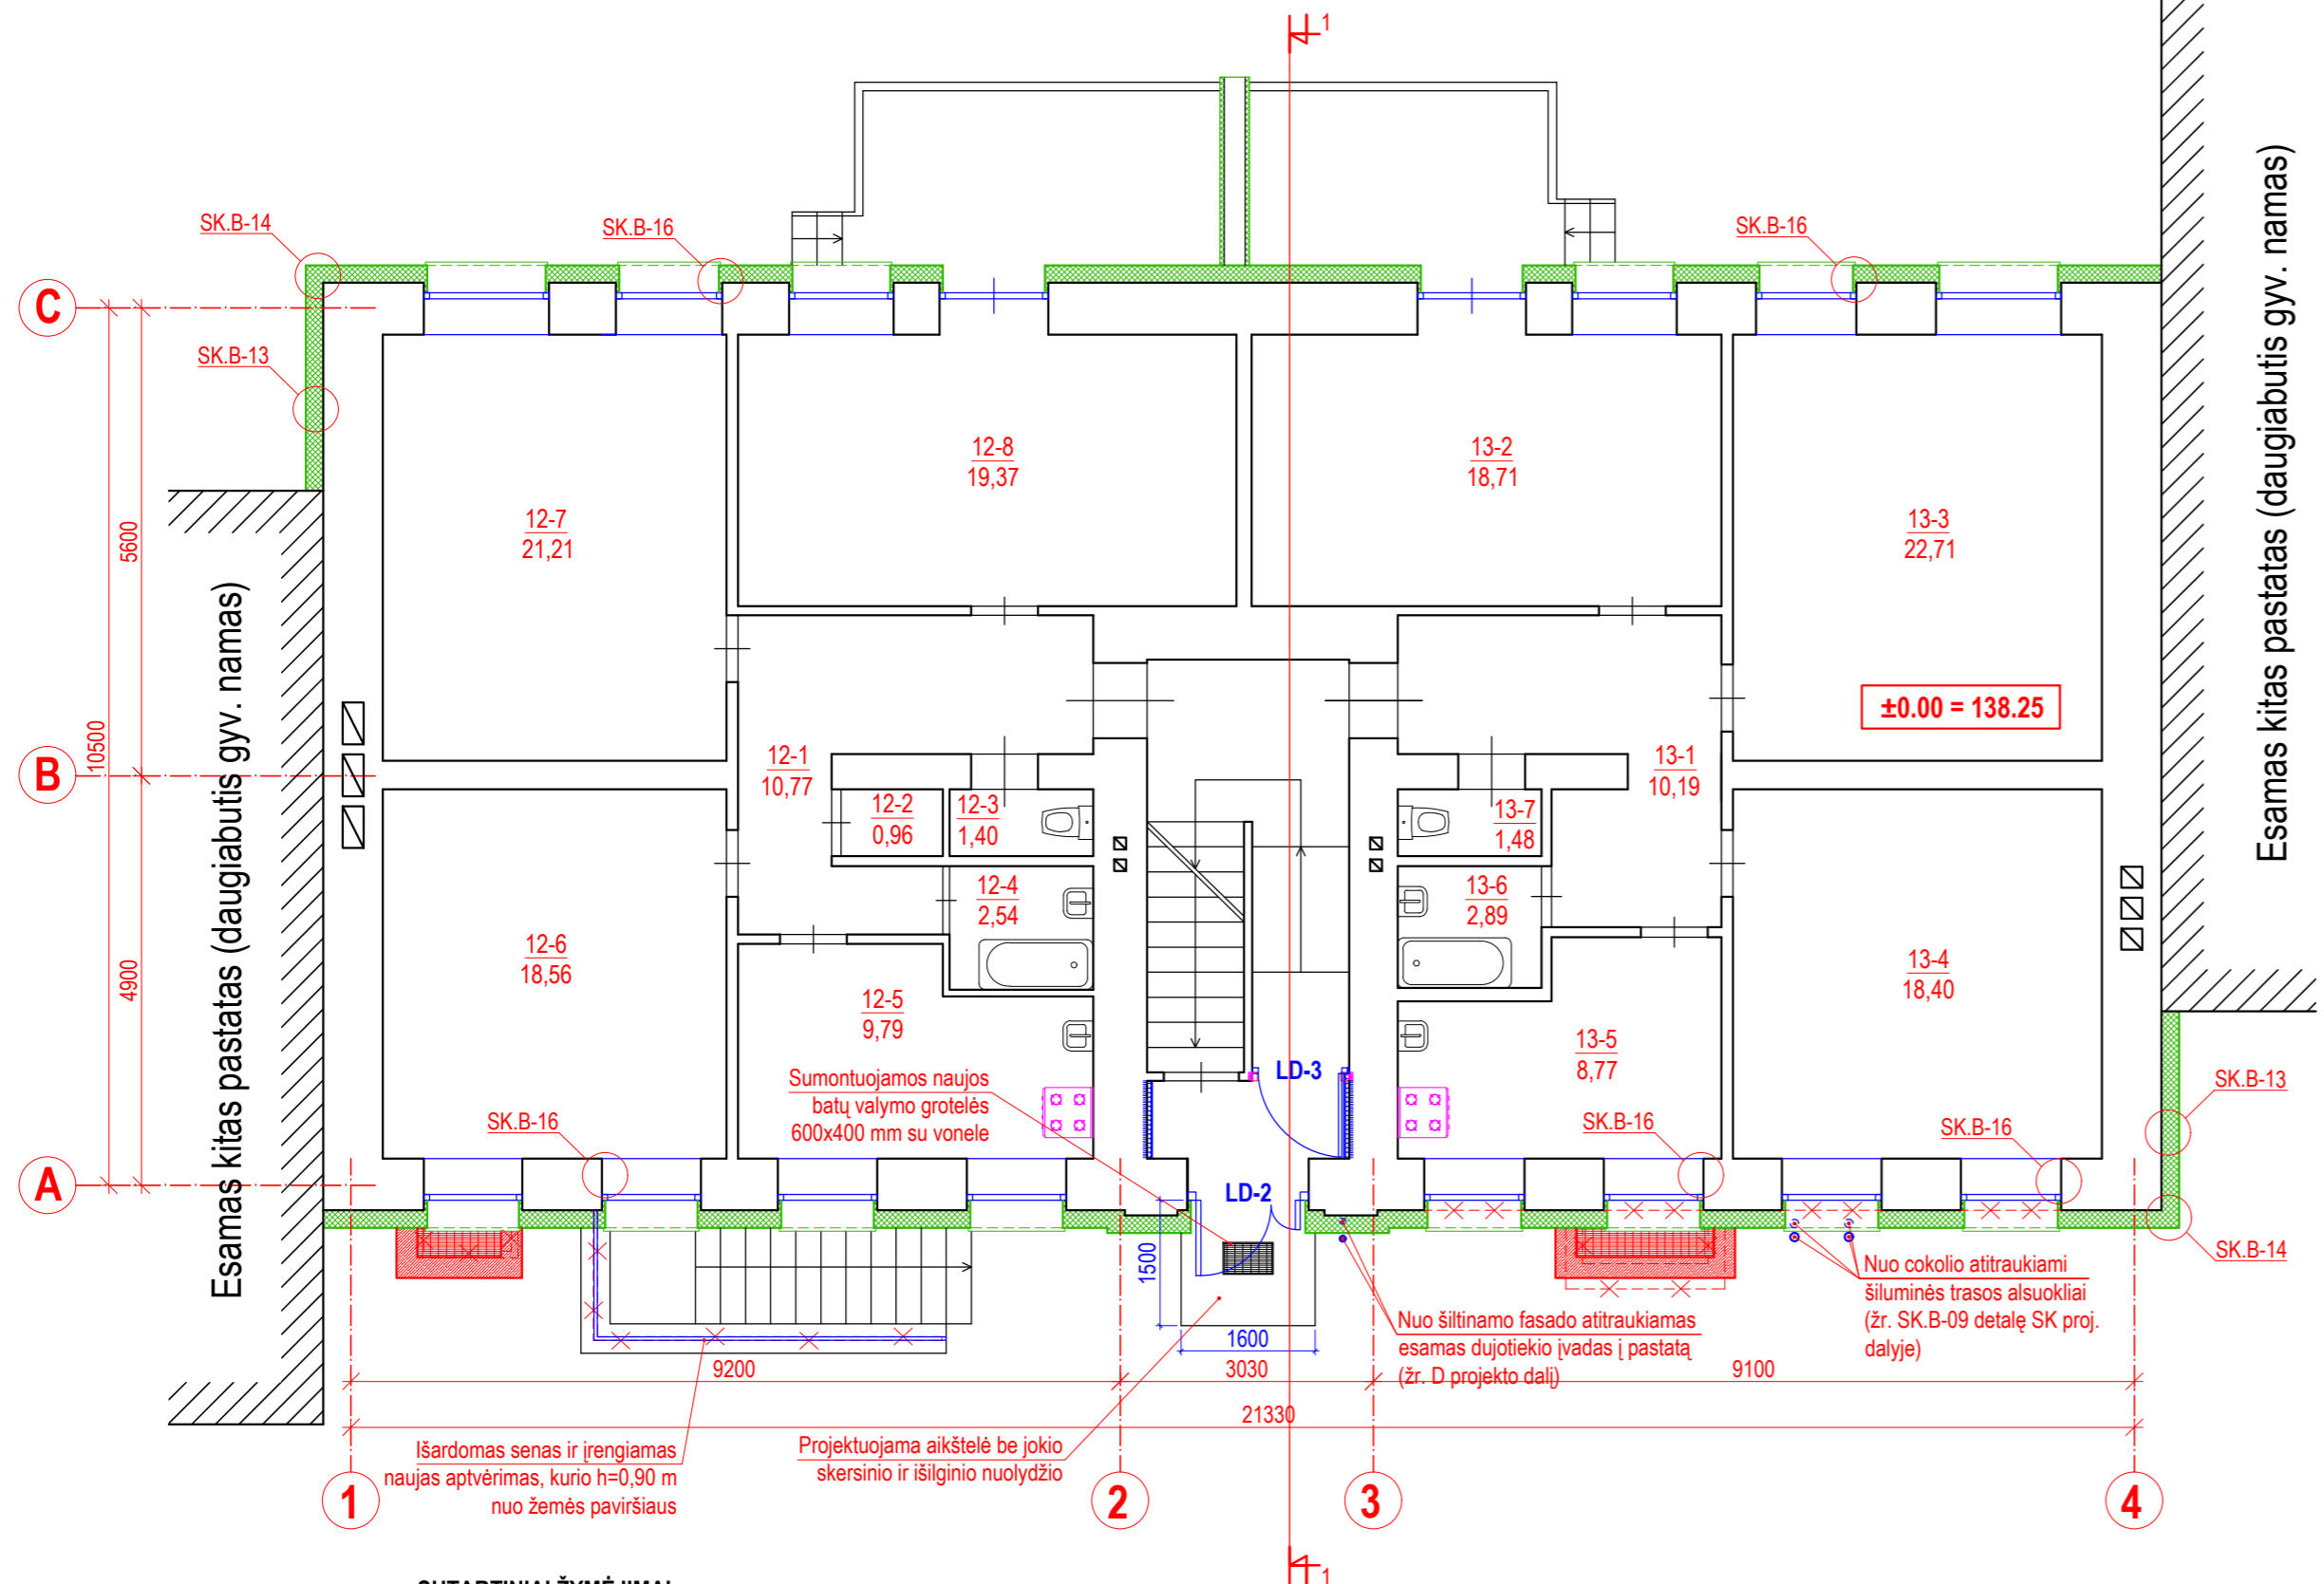 1
SK.B-14
SK.B-16
SK.B-16
C
SK.B-13
12-8
19,37
13-2
18,71
12-7
21,21
13-3
22,71
5600
10500
4900
Esamas kitas pastatas (daugiabutis gyv. namas)
Esamas kitas pastatas (daugiabutis gyv. namas)
±0.00 = 138.25
B
12-1
10,77
13-1
10,19
12-2
0,96
12-3
1,40
13-7
1,48
12-4
2,54
13-6
2,89
12-6
18,56
12-5
9,79
13-4
18,40
13-5
8,77
LD-3
Sumontuojamos naujos
batų valymo grotelės
600x400 mm su vonele
SK.B-16
SK.B-16
SK.B-16
SK.B-13
A
LD-2
SK.B-14
1500
1600
Nuo cokolio atitraukiami
šiluminės trasos alsuokliai
(žr. SK.B-09 detalę SK proj.
dalyje)
Nuo šiltinamo fasado atitraukiamas
esamas dujotiekio įvadas į pastatą
(žr. D projekto dalį)
9200
3030
9100
21330
Išardomas senas ir įrengiamas
naujas aptvėrimas, kurio h=0,90 m
nuo žemės paviršiaus
Projektuojama aikštelė be jokio
skersinio ir išilginio nuolydžio
1
2
3
4
1
SUTARTINIAI ŽYMĖJIMAI